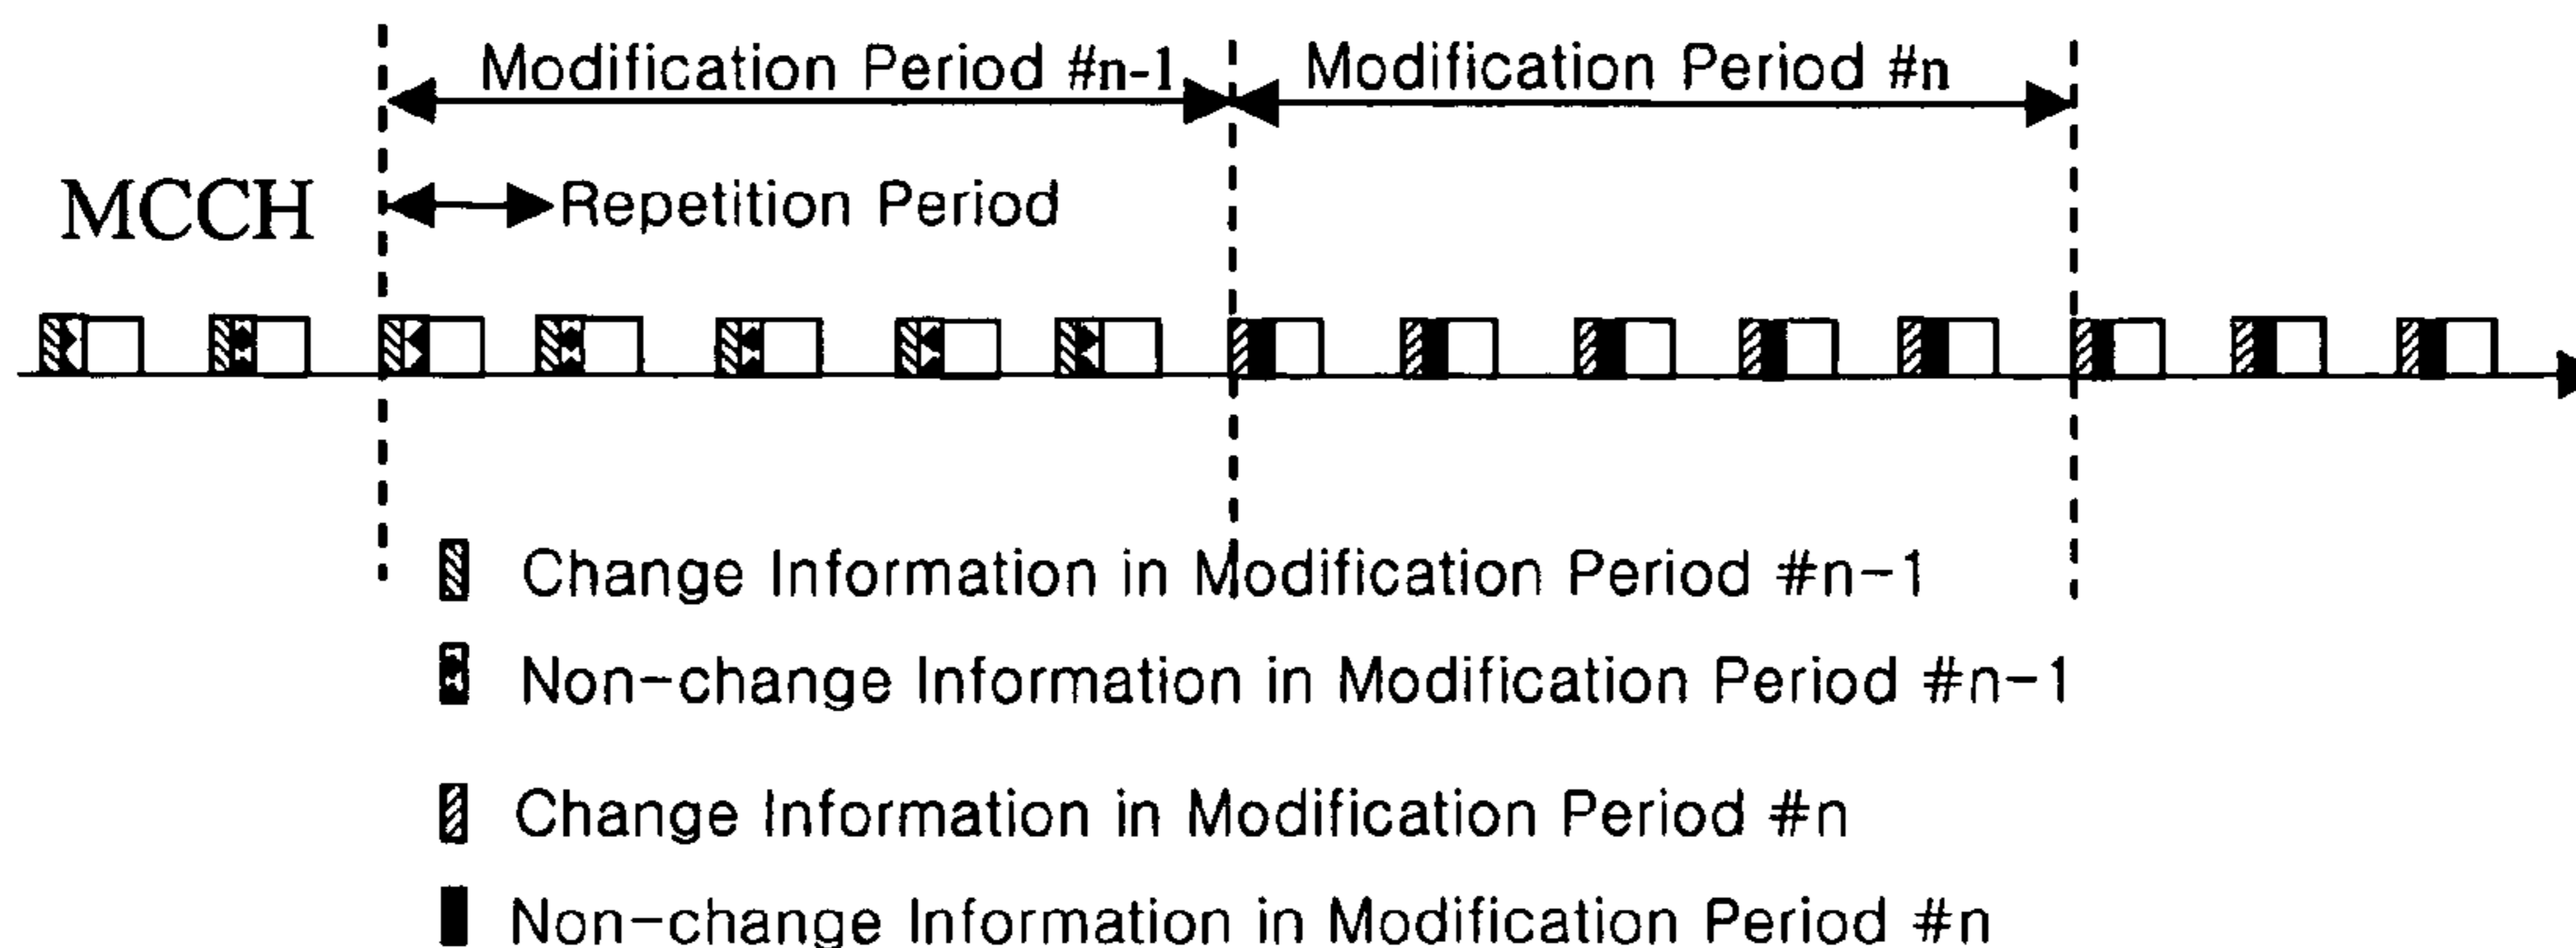 Modification Period #n-1 Modification Period #n
MCCH
Repetition Period
Change Information in Modification Period #n-1
Non-change Information in Modification Period #n-1
Change Information in Modification Period #n
Non-change Information in Modification Period #n